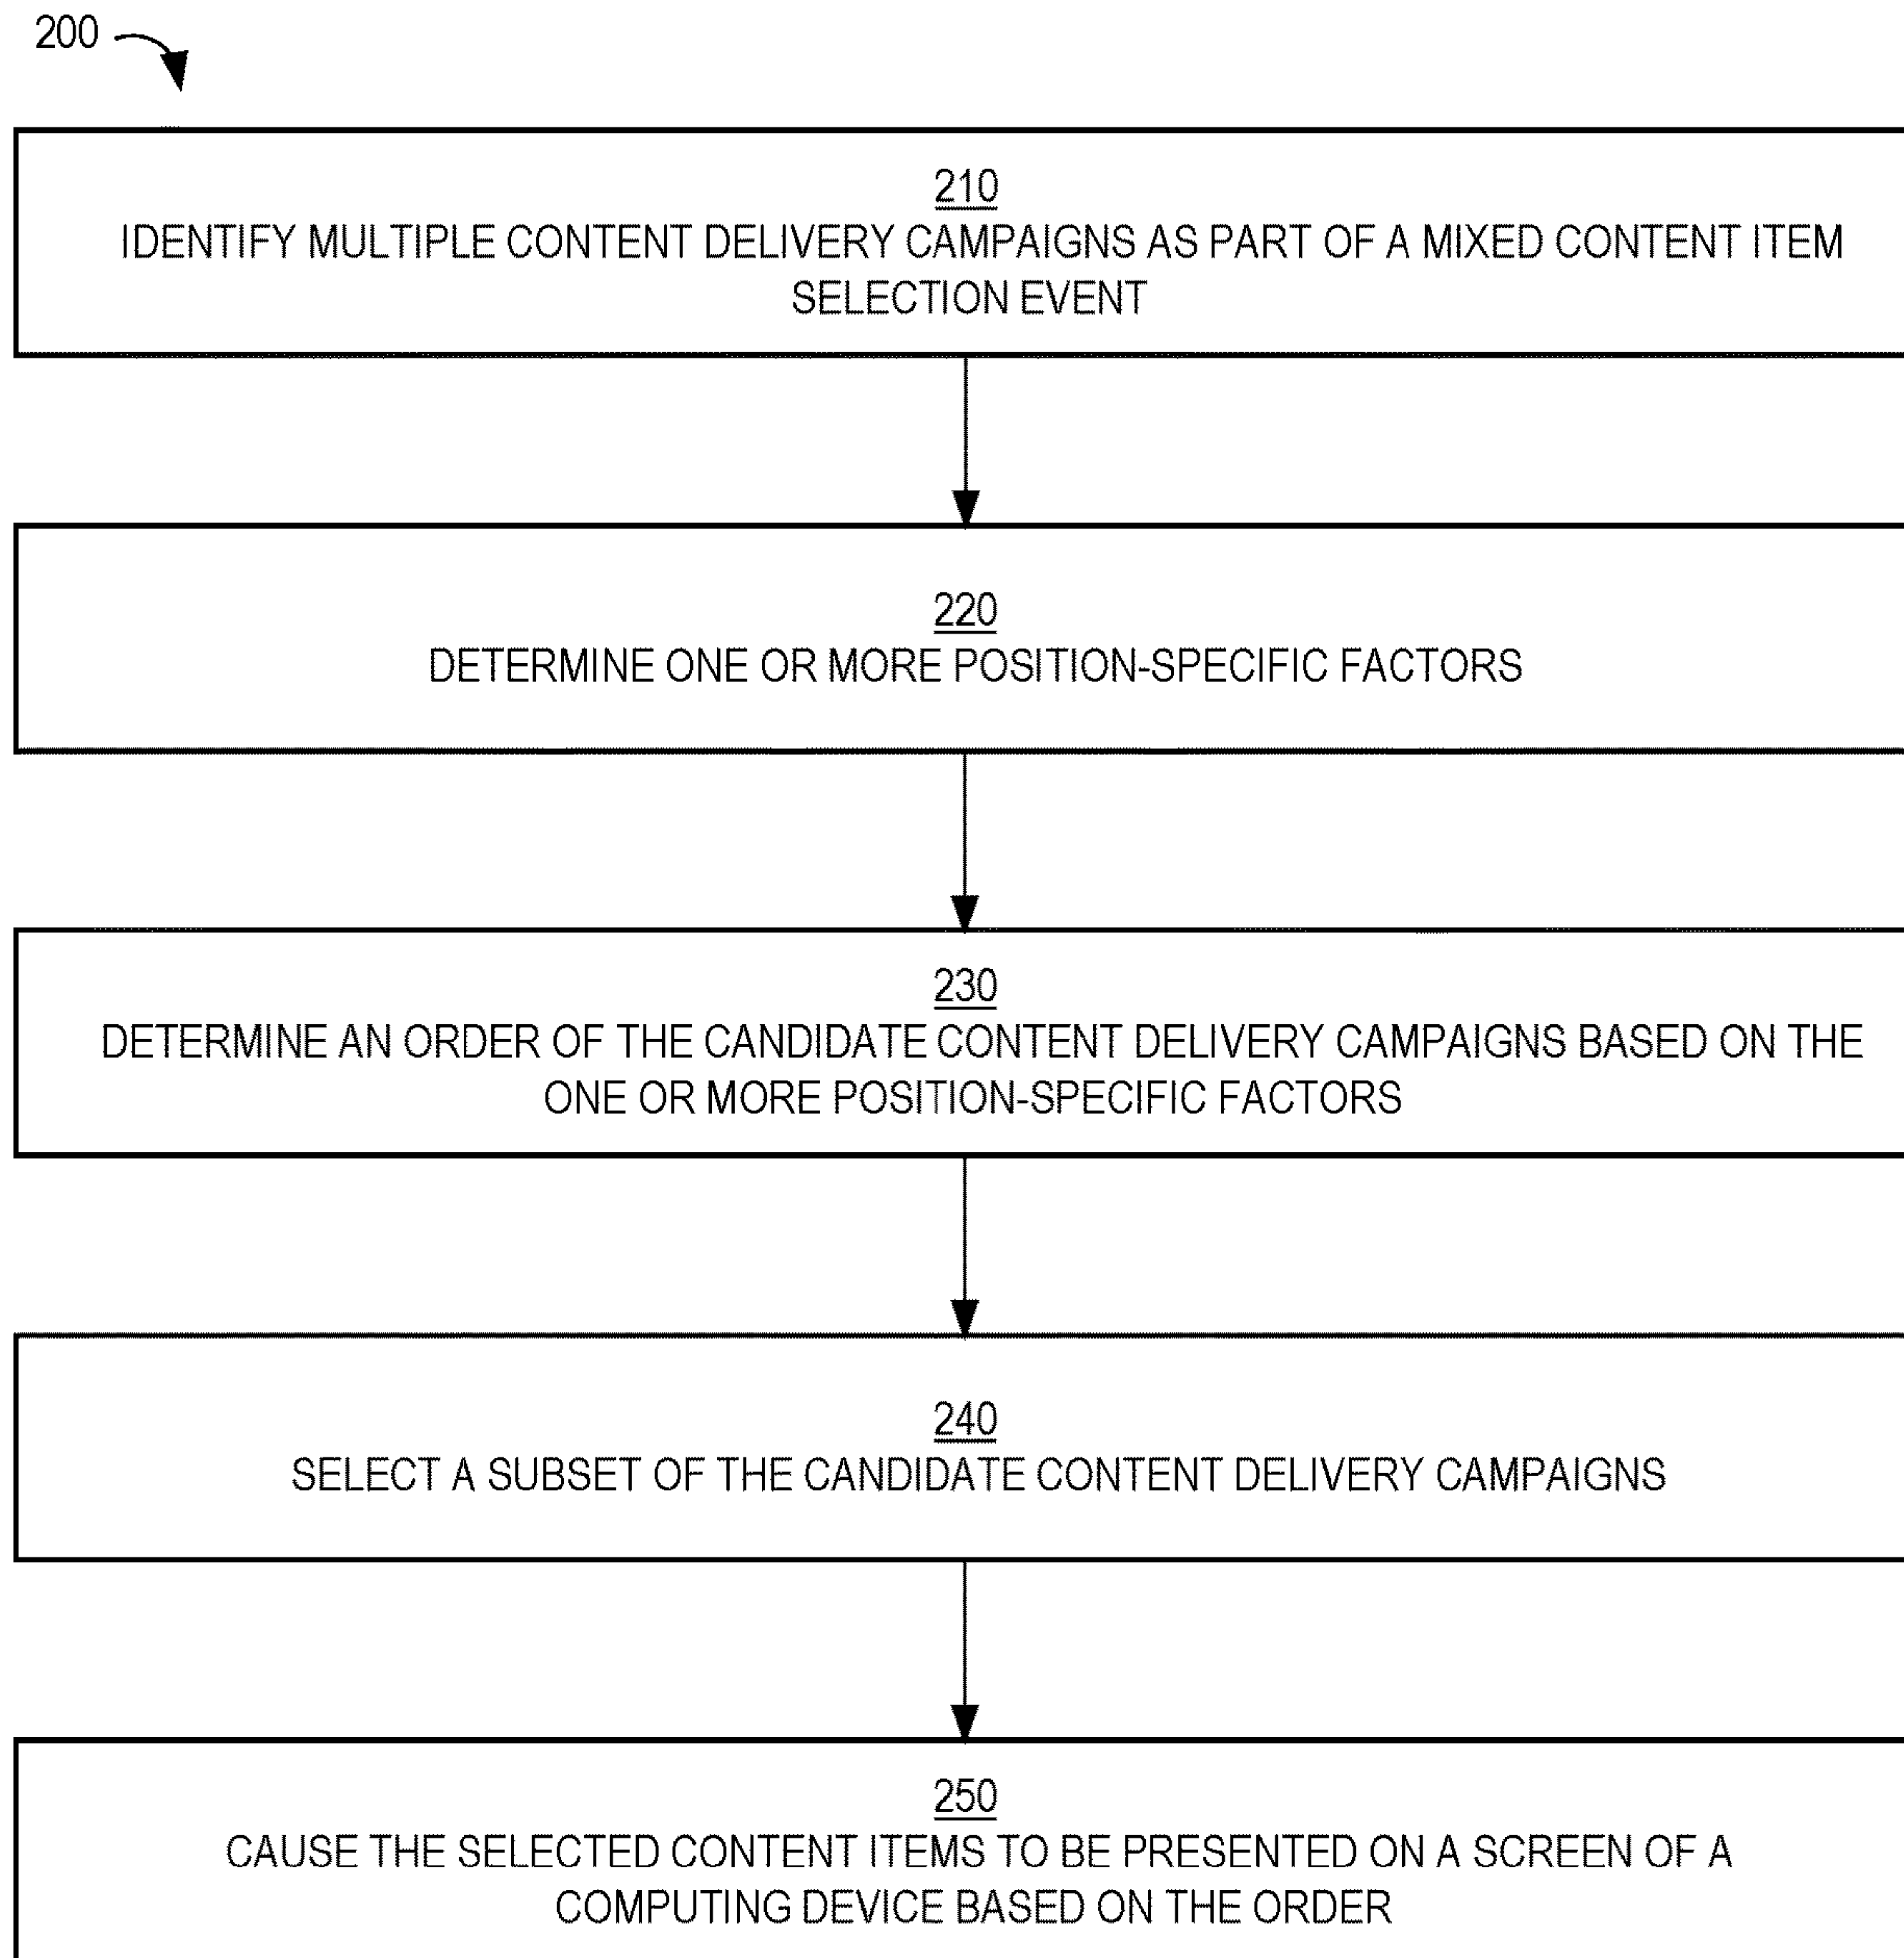 200
210
IDENTIFY MULTIPLE CONTENT DELIVERY CAMPAIGNS AS PART OF A MIXED CONTENT ITEM
SELECTION EVENT
220
DETERMINE ONE OR MORE POSITION-SPECIFIC FACTORS
230
DETERMINE AN ORDER OF THE CANDIDATE CONTENT DELIVERY CAMPAIGNS BASED ON THE
ONE OR MORE POSITION-SPECIFIC FACTORS
240
SELECT A SUBSET OF THE CANDIDATE CONTENT DELIVERY CAMPAIGNS
250
CAUSE THE SELECTED CONTENT ITEMS TO BE PRESENTED ON A SCREEN OF A
COMPUTING DEVICE BASED ON THE ORDER